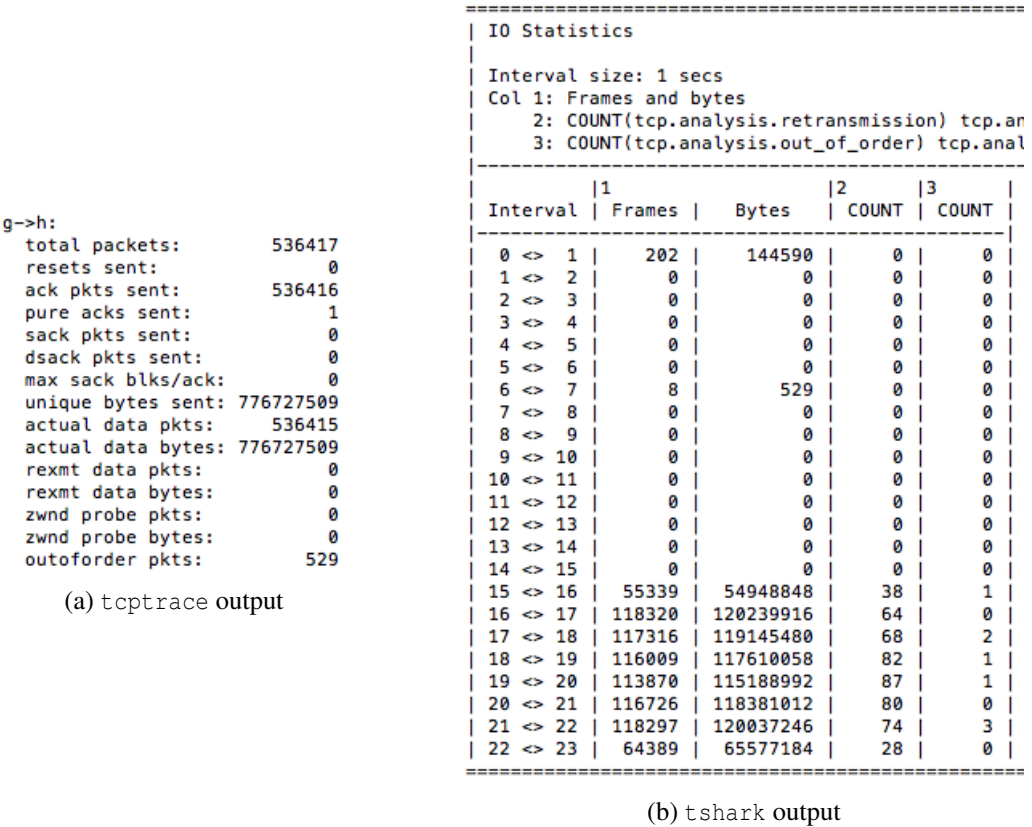 g->h:
total packets: 536417
resets sent: 0
ack pkts sent: 536416
pure acks sent: 1
sack pkts sent: 0
dsack pkts sent: 0
max sack blks/ack: 0
unique bytes sent: 776727509
actual data pkts: 536415
actual data bytes: 776727509
rexmt data pkts: 0
rexmt data bytes: 0
zwnd probe pkts: 0
zwnd probe bytes: 0
outoforder pkts: 529
(a) tcptrace output
===============================================
| IO Statistics
|
| Interval size: 1 secs
| Col 1: Frames and bytes
|     2: COUNT(tcp.analysis.retransmission) tcp.an
|     3: COUNT(tcp.analysis.out_of_order) tcp.anal
|-----------------------------------------------
|          |1                   |2      |3      |
| Interval | Frames |   Bytes   | COUNT | COUNT |
|-----------------------------------------------|
|  0 <>  1 |    202 |    144590 |     0 |     0 |
|  1 <>  2 |      0 |         0 |     0 |     0 |
|  2 <>  3 |      0 |         0 |     0 |     0 |
|  3 <>  4 |      0 |         0 |     0 |     0 |
|  4 <>  5 |      0 |         0 |     0 |     0 |
|  5 <>  6 |      0 |         0 |     0 |     0 |
|  6 <>  7 |      8 |       529 |     0 |     0 |
|  7 <>  8 |      0 |         0 |     0 |     0 |
|  8 <>  9 |      0 |         0 |     0 |     0 |
|  9 <> 10 |      0 |         0 |     0 |     0 |
| 10 <> 11 |      0 |         0 |     0 |     0 |
| 11 <> 12 |      0 |         0 |     0 |     0 |
| 12 <> 13 |      0 |         0 |     0 |     0 |
| 13 <> 14 |      0 |         0 |     0 |     0 |
| 14 <> 15 |      0 |         0 |     0 |     0 |
| 15 <> 16 |  55339 |  54948848 |    38 |     1 |
| 16 <> 17 | 118320 | 120239916 |    64 |     0 |
| 17 <> 18 | 117316 | 119145480 |    68 |     2 |
| 18 <> 19 | 116009 | 117610058 |    82 |     1 |
| 19 <> 20 | 113870 | 115188992 |    87 |     1 |
| 20 <> 21 | 116726 | 118381012 |    80 |     0 |
| 21 <> 22 | 118297 | 120037246 |    74 |     3 |
| 22 <> 23 |  64389 |  65577184 |    28 |     0 |
===============================================
(b) tshark output